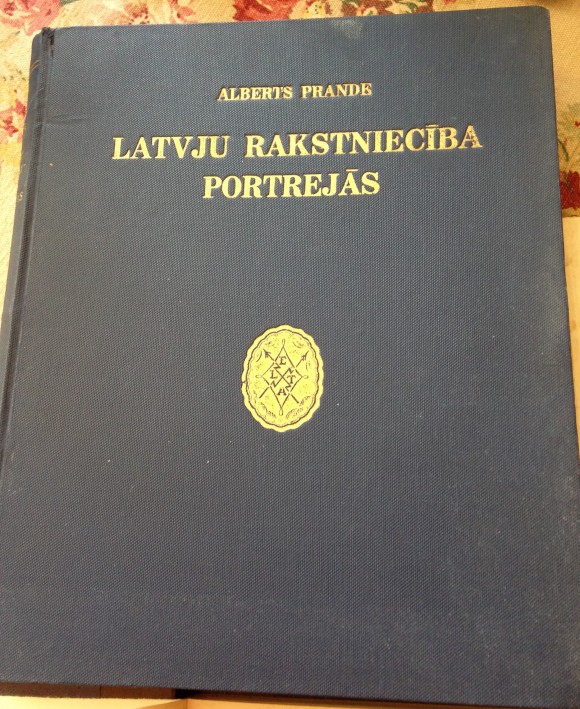 ALBERTS PRANDE
LATVJU RAKSTNIECĪBA
PORTREJĀS